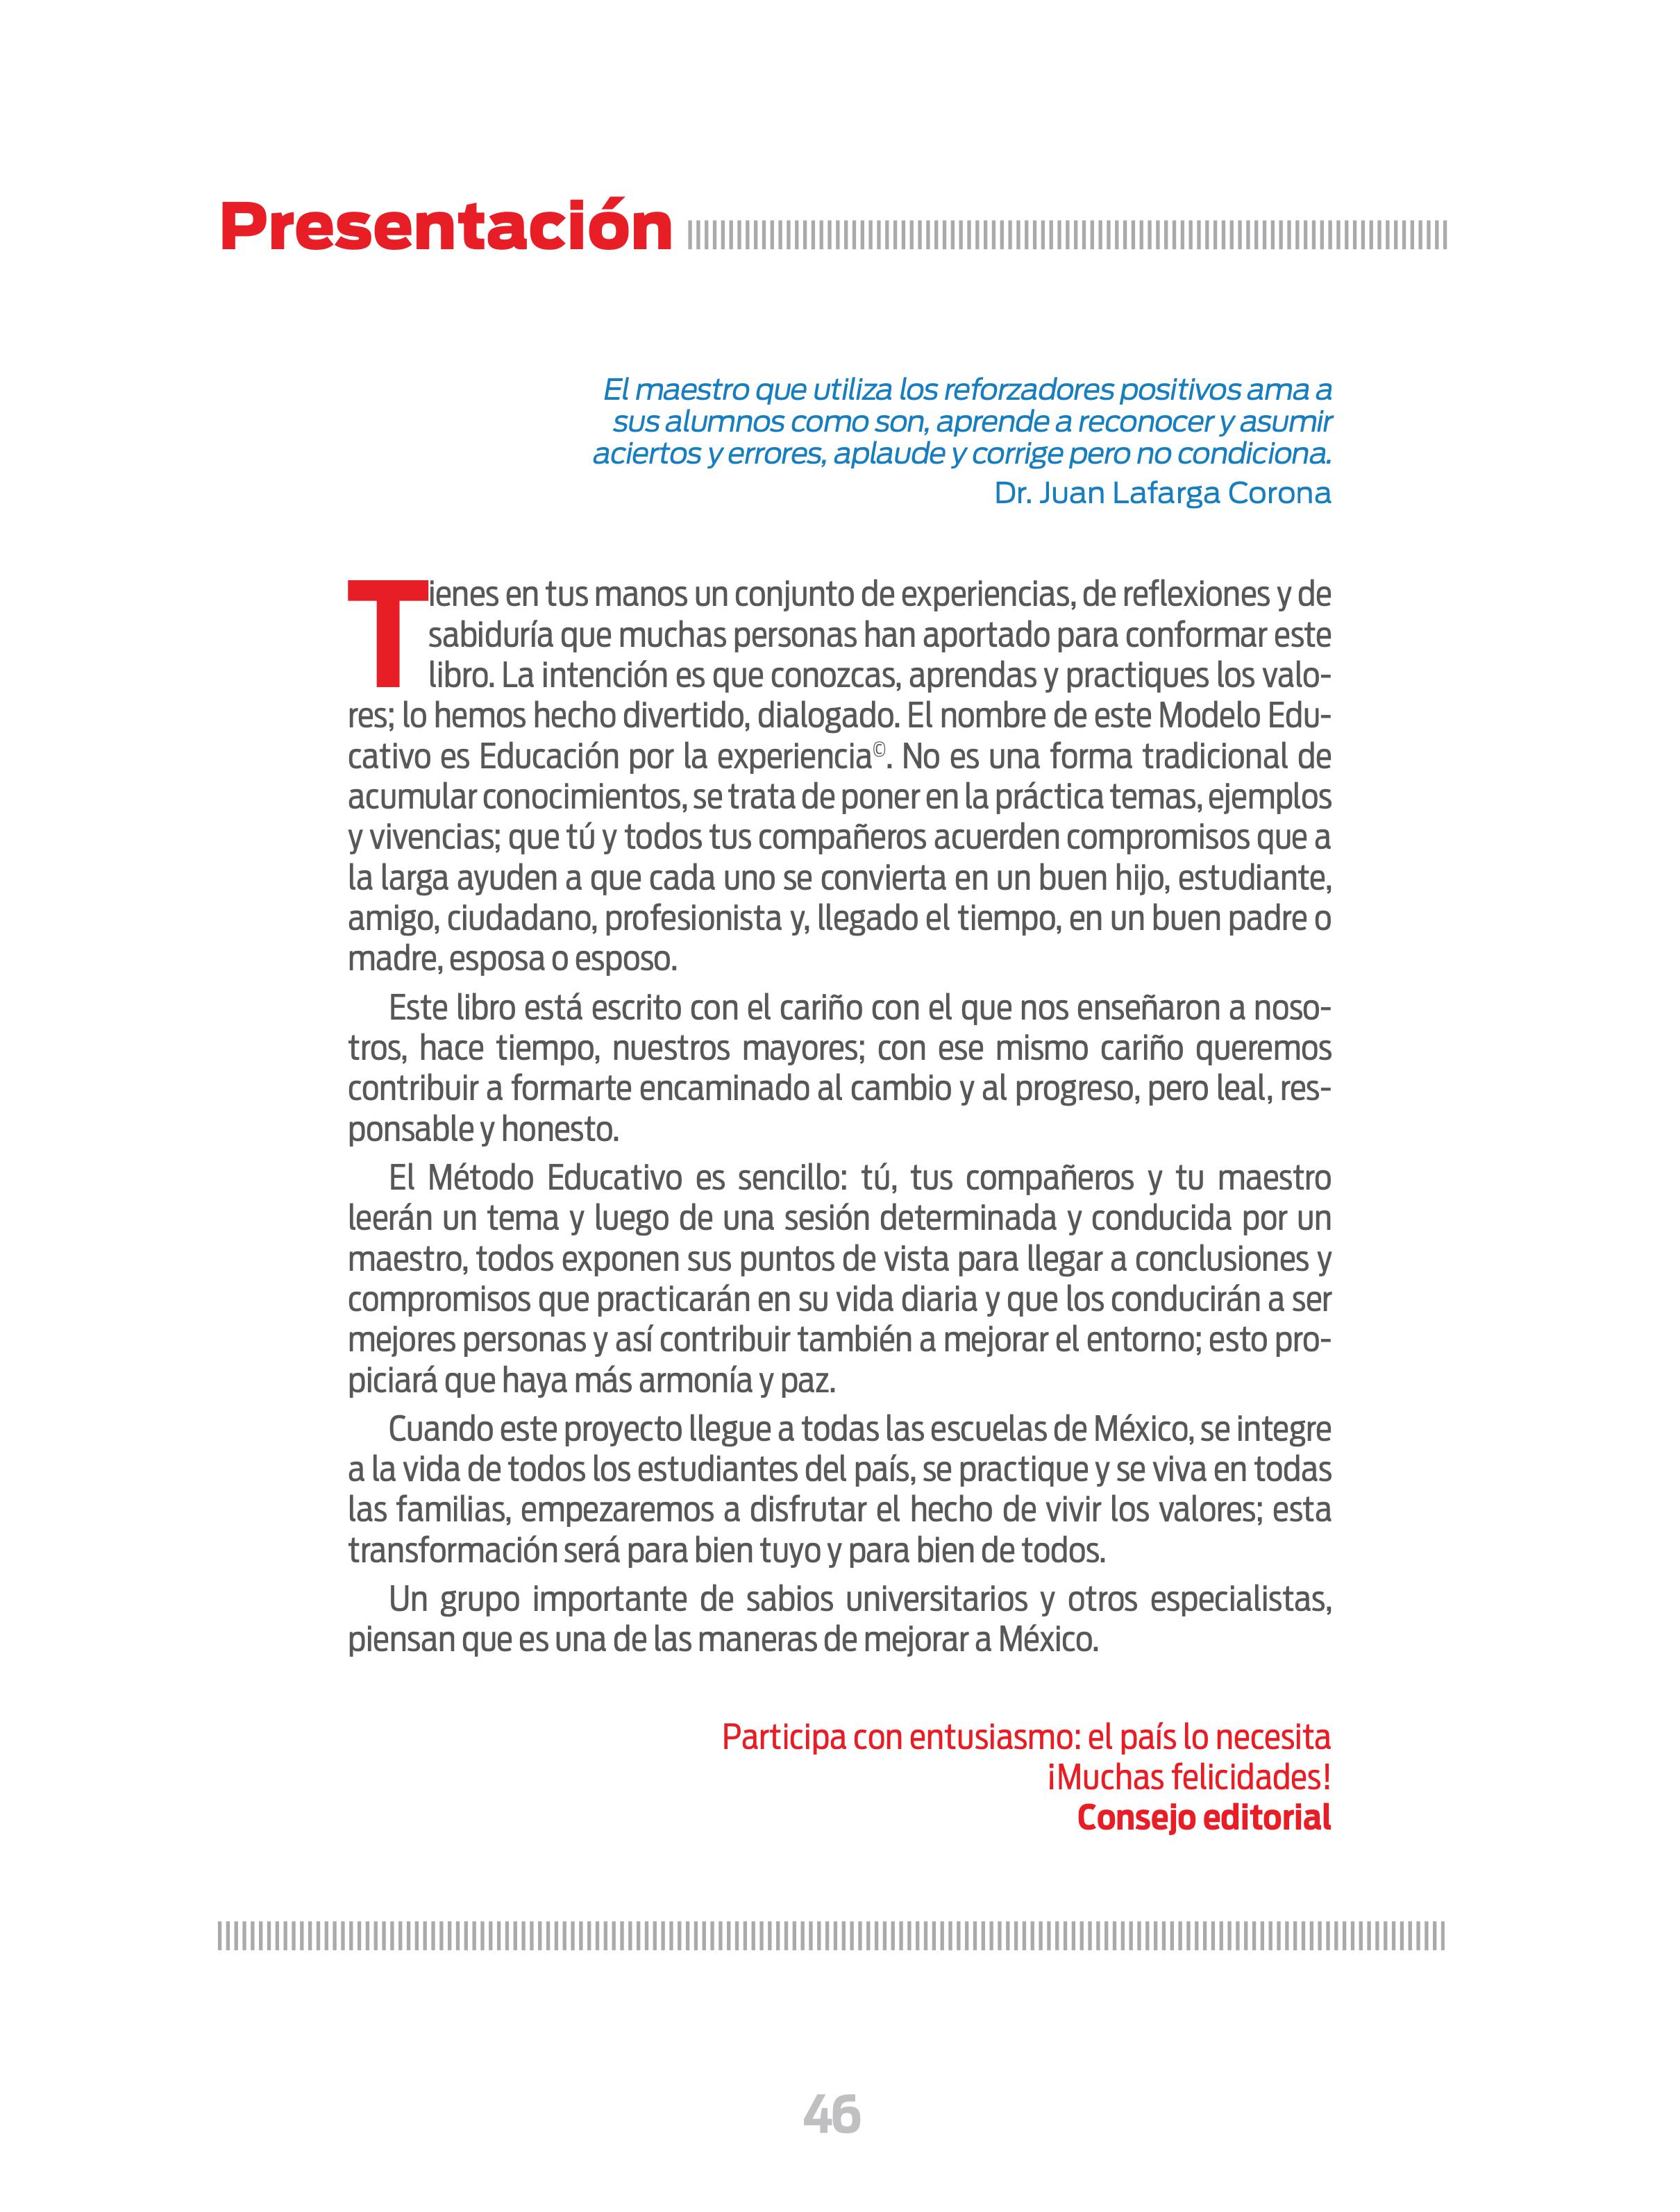 Presentación
El maestro que utiliza los reforzadores positivos ama a
sus alumnos como son, aprende a reconocer y asumir
aciertos y errores, aplaude y corrige pero no condiciona.
Dr. Juan Lafarga Corona
Tienes en tus manos un conjunto de experiencias, de reflexiones y de
sabiduría que muchas personas han aportado para conformar este
libro. La intención es que conozcas, aprendas y practiques los valo-
res; lo hemos hecho divertido, dialogado. El nombre de este Modelo Edu-
cativo es Educación por la experiencia©. No es una forma tradicional de
acumular conocimientos, se trata de poner en la práctica temas, ejemplos
y vivencias; que tú y todos tus compañeros acuerden compromisos que a
la larga ayuden a que cada uno se convierta en un buen hijo, estudiante,
amigo, ciudadano, profesionista y, llegado el tiempo, en un buen padre o
madre, esposa o esposo.
Este libro está escrito con el cariño con el que nos enseñaron a noso-
tros, hace tiempo, nuestros mayores; con ese mismo cariño queremos
contribuir a formarte encaminado al cambio y al progreso, pero leal, res-
ponsable y honesto.
El Método Educativo es sencillo: tú, tus compañeros y tu maestro
leerán un tema y luego de una sesión determinada y conducida por un
maestro, todos exponen sus puntos de vista para llegar a conclusiones y
compromisos que practicarán en su vida diaria y que los conducirán a ser
mejores personas y así contribuir también a mejorar el entorno; esto pro-
piciará que haya más armonía y paz.
Cuando este proyecto llegue a todas las escuelas de México, se integre
a la vida de todos los estudiantes del país, se practique y se viva en todas
las familias, empezaremos a disfrutar el hecho de vivir los valores; esta
transformación será para bien tuyo y para bien de todos.
Un grupo importante de sabios universitarios y otros especialistas,
piensan que es una de las maneras de mejorar a México.
Participa con entusiasmo: el país lo necesita
¡Muchas felicidades!
Consejo editorial
46